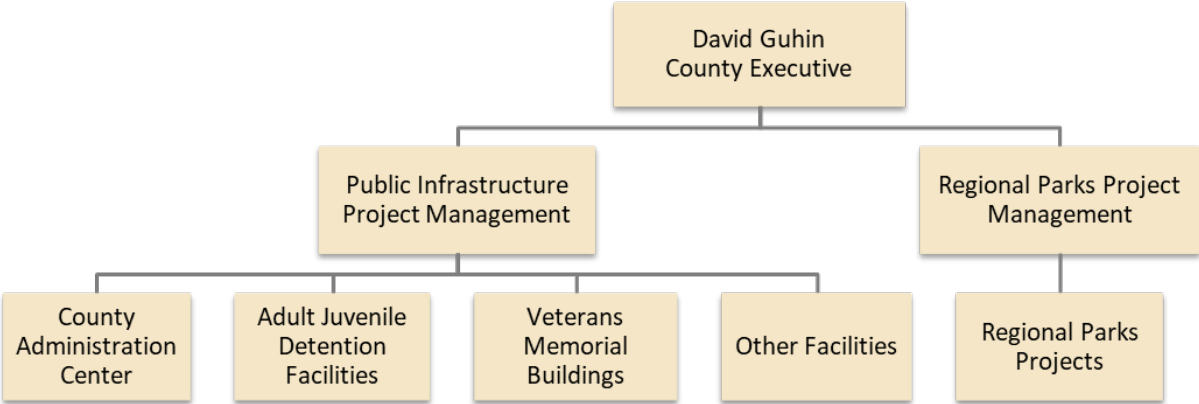 David Guhin
County Executive
Public Infrastructure
Project Management
Regional Parks Project
Management
County
Administration
Center
Adult Juvenile
Detention
Facilities
Veterans
Memorial
Buildings
Other Facilities
Regional Parks
Projects